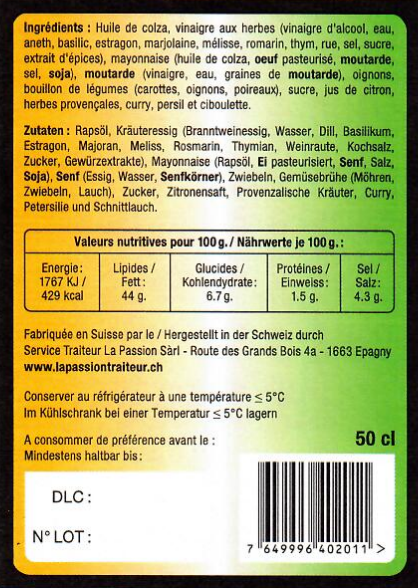 Ingrédients : Huile de colza, vinaigre aux herbes (vinaigre d'alcool, eau,
aneth, basilic, estragon, marjolaine, mélisse, romarin, thym, rue, sel, sucre,
extrait d'épices), mayonnaise (huile de colza, oeuf pasteurisé, moutarde,
sel, soja), moutarde (vinaigre, eau, graines de moutarde), oignons,
bouillon de légumes (carottes, oignons, poireaux), sucre, jus de citron,
herbes provençales, curry, persil et ciboulette.
Zutaten : Rapsöl, Kräuteressig (Branntweinessig, Wasser, Dill, Basilikum,
Estragon, Majoran, Meliss, Rosmarin, Thymian, Weinraute, Kochsalz,
Zucker, Gewürzextrakte), Mayonnaise (Rapsöl, Ei pasteurisiert, Senf, Salz,
Soja), Senf (Essig, Wasser, Senfkörner), Zwiebeln, Gemüsebrühe (Möhren,
Zwiebeln, Lauch), Zucker, Zitronensaft, Provenzalische Kräuter, Curry,
Petersilie und Schnittlauch.
Valeurs nutritives pour 100 g. / Nährwerte je 100 g. :
Energie :
1767 KJ /
429 kcal
Lipides /
Fett :
44 g.
Glucides /
Kohlendydrate :
6.7 g.
Protéines /
Einweiss :
1.5 g.
Sel /
Salz :
4.3 g.
Fabriquée en Suisse par le / Hergestellt in der Schweiz durch
Service Traiteur La Passion Sàrl - Route des Grands Bois 4a - 1663 Epagny
www.lapassiontraiteur.ch
Conserver au réfrigérateur à une température ≤ 5°C
Im Kühlschrank bei einer Temperatur ≤ 5°C lagern
A consommer de préférence avant le :
Mindestens haltbar bis :
50 cl
DLC :
N° LOT :
7 649996 402011 >